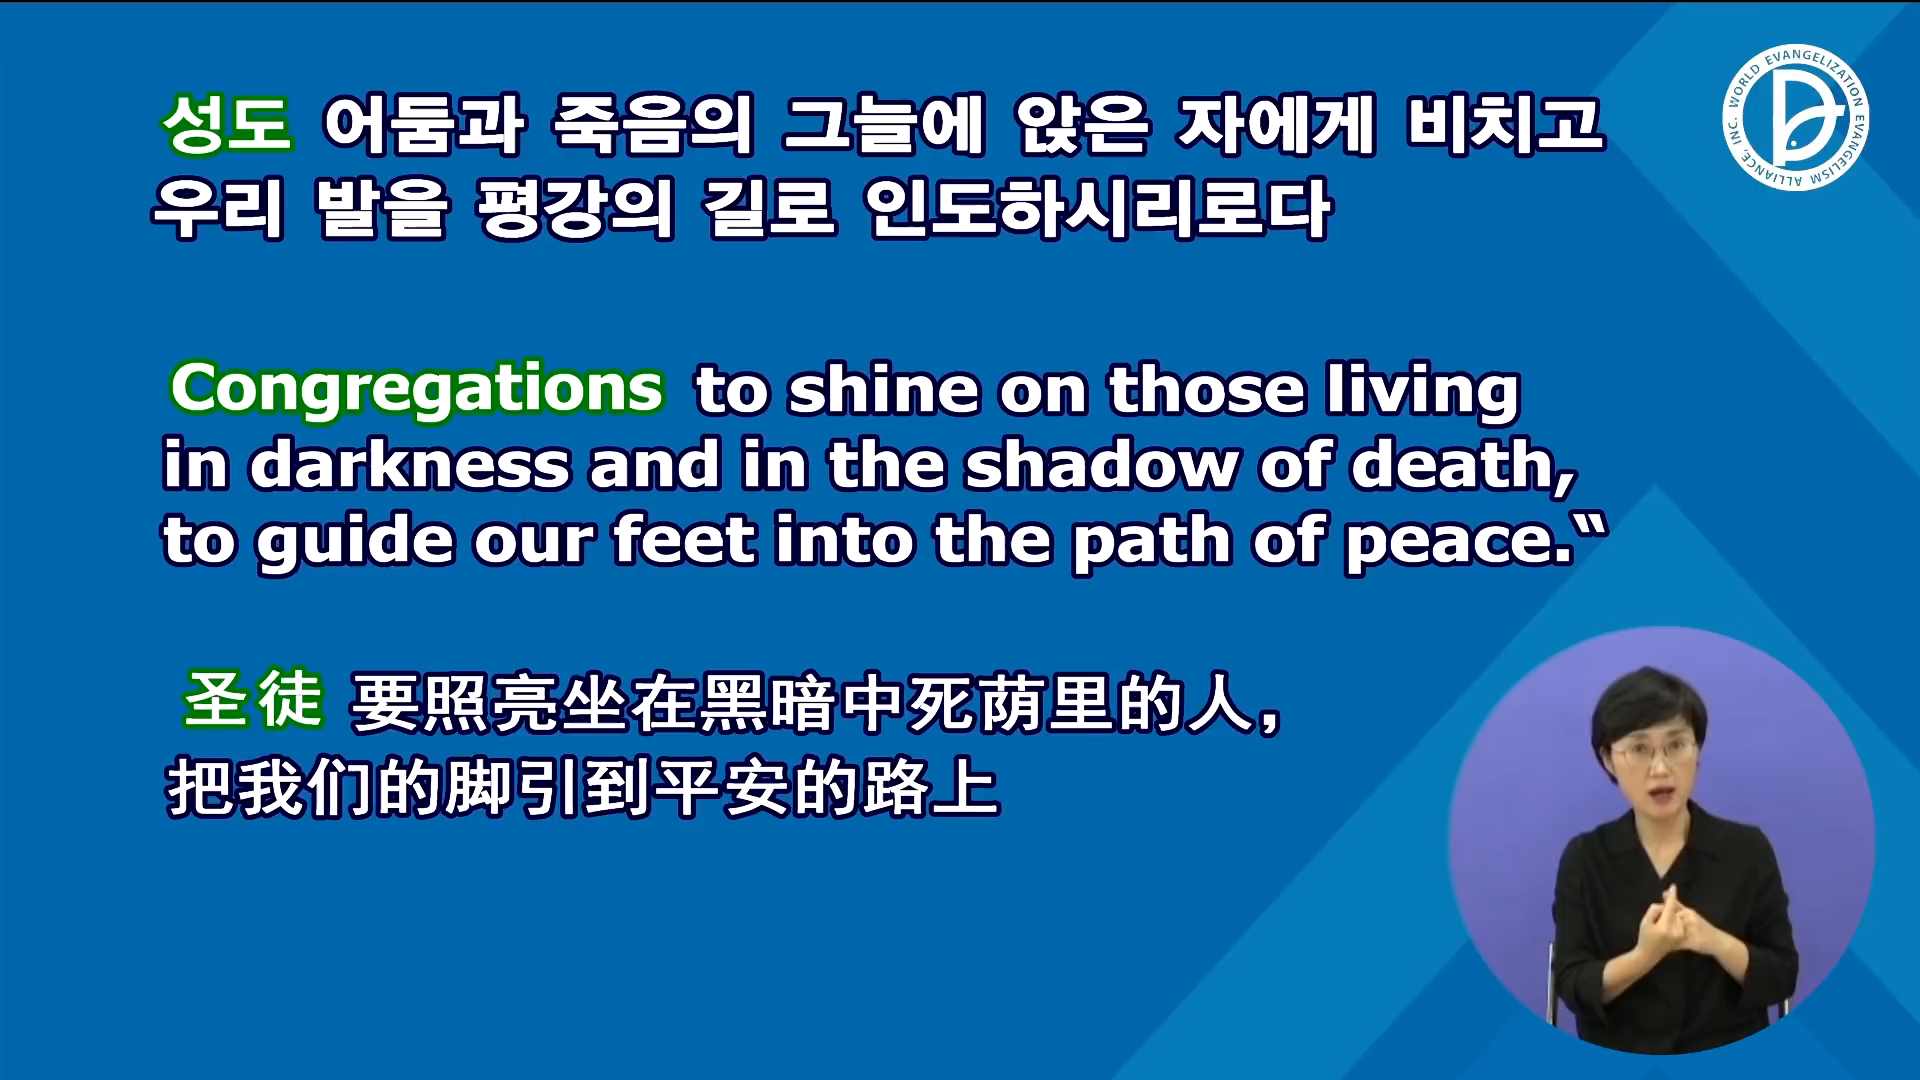 성도 어둠과 죽음의 그늘에 앉은 자에게 비치고
우리 발을 평강의 길로 인도하시리로다
Congregations to shine on those living
in darkness and in the shadow of death,
to guide our feet into the path of peace.“
圣徒 要照亮坐在黑暗中死荫里的人，
把我们的脚引到平安的路上
WORLD EVANGELIZATION EVANGELISM ALLIANCE, INC.